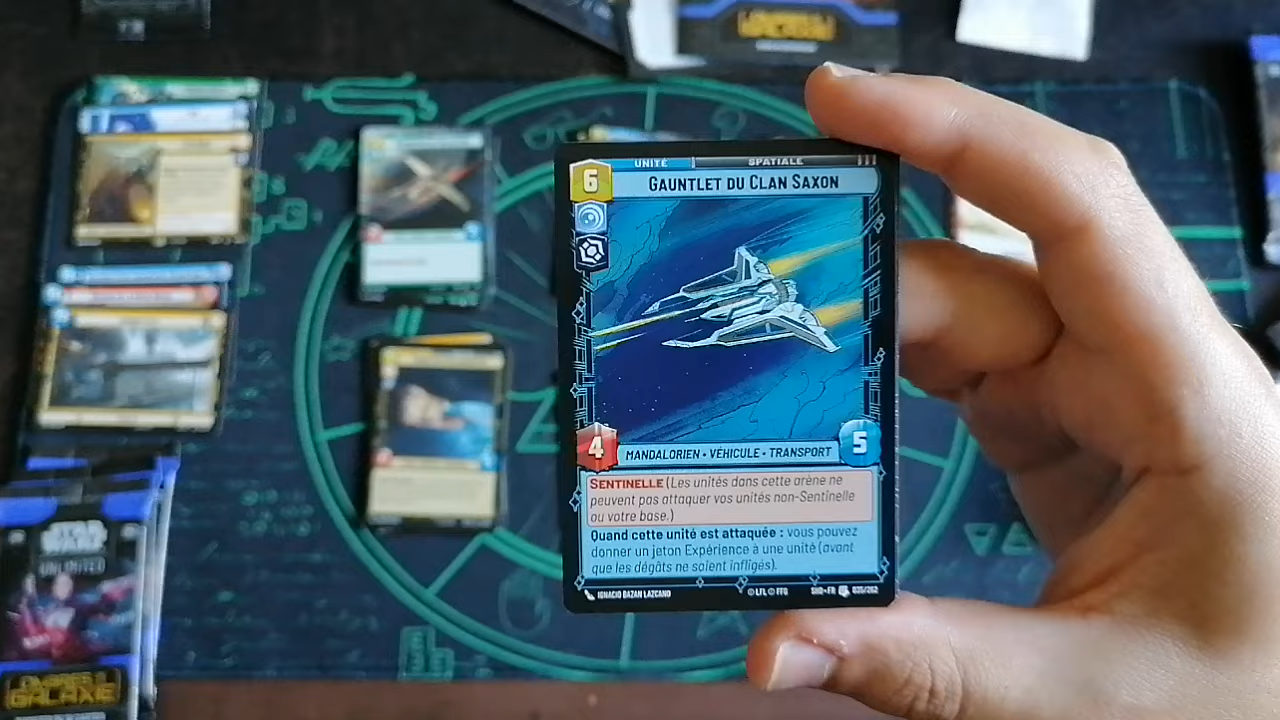 UNITÉ
SPATIALE
6
GAUNTLET DU CLAN SAXON
4
5
MANDALORIEN • VÉHICULE • TRANSPORT
SENTINELLE (Les unités dans cette arène ne
peuvent pas attaquer vos unités non-Sentinelle
ou votre base.)
Quand cette unité est attaquée : vous pouvez
donner un jeton Expérience à une unité (avant
que les dégâts ne soient infligés).
IGNACIO BAZAN LAZCANO
© LFL © FFG
SHD • FR
035/262
STAR
WARS
UNLIMITED
GALAXIE